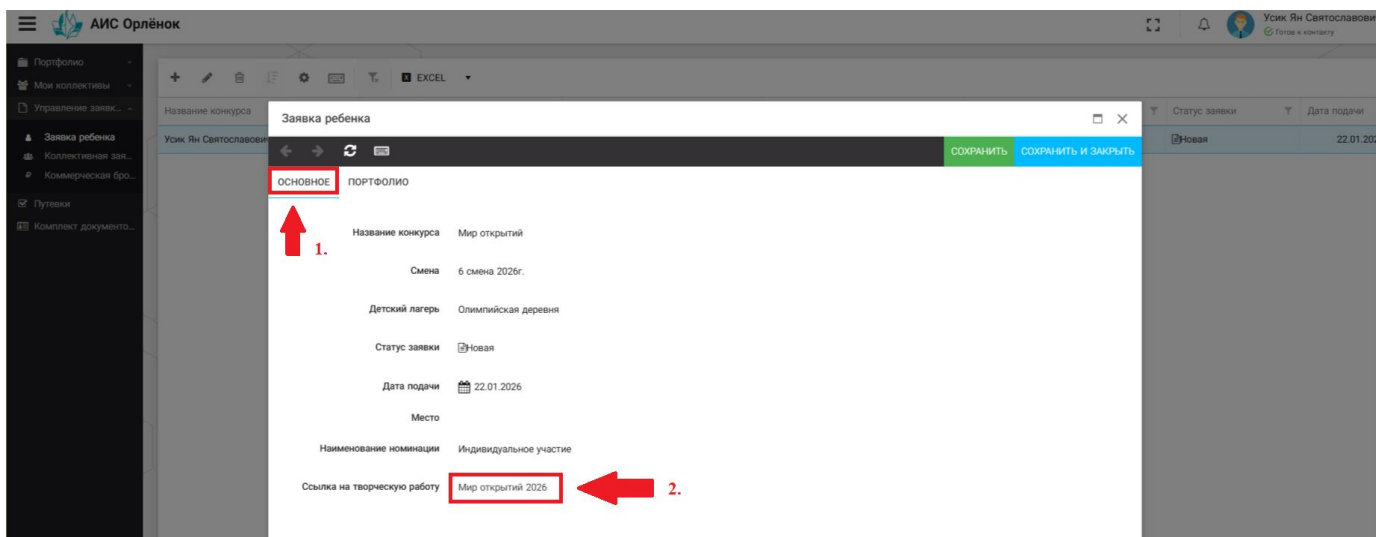 АИС Орлёнок
Усик Ян Святослави
Готов к контакту
Портфолио
Мои коллективы
Управление заявк...
Заявка ребенка
Коллективная зая...
Коммерческая бро...
Путевки
Комплект документо...
EXCEL
Название конкурса
Статус заявки
Дата подачи
Усик Ян Святославови
Новая
22.01.202
Заявка ребенка
СОХРАНИТЬ
СОХРАНИТЬ И ЗАКРЫТЬ
ОСНОВНОЕ ПОРТФОЛИО
1.
Название конкурса Мир открытий
Смена 6 смена 2026г.
Детский лагерь Олимпийская деревня
Статус заявки Новая
Дата подачи 22.01.2026
Место
Наименование номинации Индивидуальное участие
Ссылка на творческую работу Мир открытий 2026
2.